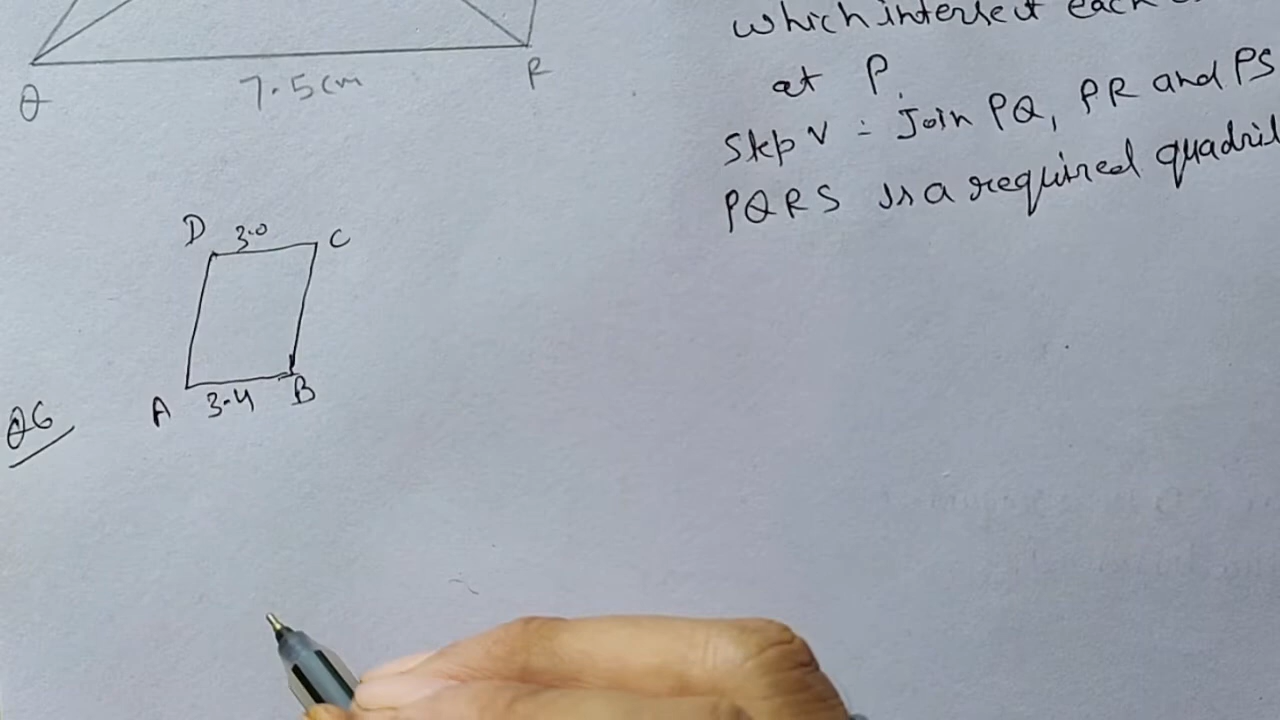 which intersect each
at P.
Step V :- Join PQ, PR and PS
PQRS is a required quadril
Q
7.5cm
R
D 3.0 C
A 3.4 B
Q6